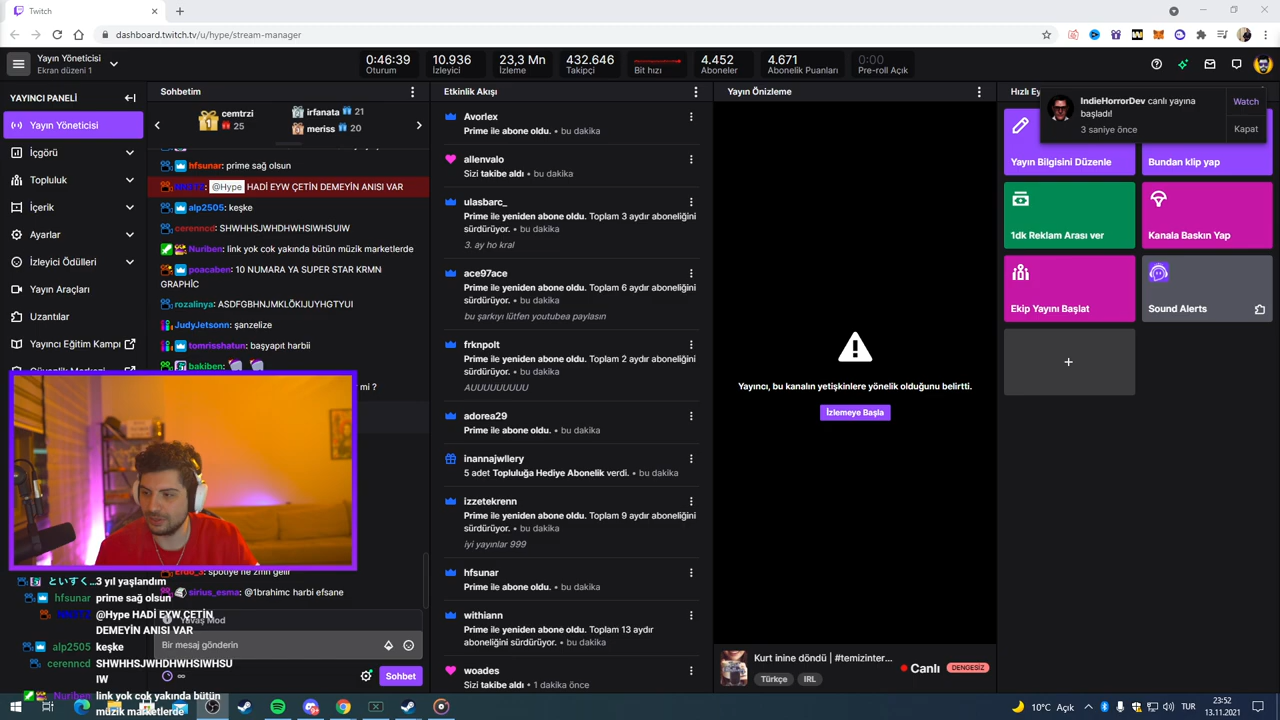 Twitch
dashboard.twitch.tv/u/hype/stream-manager
Yayın Yöneticisi
Ekran düzeni 1
0:46:39
Oturum
10.936
İzleyici
23,3 Mn
İzleme
432.646
Takipçi
Bit hızı
4.452
Aboneler
4.671
Abonelik Puanları
0:00
Pre-roll Açık
YAYINCI PANELİ
Yayın Yöneticisi
İçgörü
Topluluk
İçerik
Ayarlar
İzleyici Ödülleri
Yayın Araçları
Uzantılar
Yayıncı Eğitim Kampı
Güvenlik Merkezi
Sohbetim
1
cemtrzi
25
irfanata 21
meriss 20
hfsunar: prime sağ olsun
@Hype HADİ EYW ÇETİN DEMEYİN ANISI VAR
alp2505: keşke
cerenncd: SHWHHSJWHDHWHSIWHSUIW
Nuriben: link yok cok yakında bütün müzik marketlerde
poacaben: 10 NUMARA YA SUPER STAR KRMN
GRAPHİC
rozalinya: ASDFGBHNJMKLÖKİJUYHGTYUI
JudyJetsonn: şanzelize
tomrisshatun: başyapıt harbii
bakiben:
mi ?
sirius_esma: @1brahimc harbi efsane
Yavaş Mod
Bir mesaj gönderin
Sohbet
3 yıl yaşlandım
hfsunar prime sağ olsun
@Hype HADİ EYW ÇETİN
DEMEYİN ANISI VAR
alp2505 keşke
cerenncd SHWHHSJWHDHWHSIWHSU
IW
Nuriben link yok cok yakında bütün
müzik marketlerde
Etkinlik Akışı
Avorlex
Prime ile abone oldu. • bu dakika
ailenvalo
Sizi takibe aldı • bu dakika
ulasbarc_
Prime ile yeniden abone oldu. Toplam 3 aydır aboneliğini
sürdürüyor. • bu dakika
3. ay ho kral
ace97ace
Prime ile yeniden abone oldu. Toplam 6 aydır aboneliğini
sürdürüyor. • bu dakika
bu şarkıyı lütfen youtubea paylasın
frknpolt
Prime ile yeniden abone oldu. Toplam 2 aydır aboneliğini
sürdürüyor. • bu dakika
AUUUUUUUUU
adorea29
Prime ile abone oldu. • bu dakika
inannajwllery
5 adet Topluluğa Hediye Abonelik verdi. • bu dakika
izzetekrenn
Prime ile yeniden abone oldu. Toplam 9 aydır aboneliğini
sürdürüyor. • bu dakika
iyi yayınlar 999
hfsunar
Prime ile abone oldu. • bu dakika
withiann
Prime ile yeniden abone oldu. Toplam 13 aydır
aboneliğini sürdürüyor. • bu dakika
woades
Sizi takibe aldı • 1 dakika önce
Yayın Önizleme
Yayıncı, bu kanalın yetişkinlere yönelik olduğunu belirtti.
İzlemeye Başla
Kurt inine döndü | #temizinter...
Türkçe
IRL
Canlı
DENGESİZ
Hızlı Ey
IndieHorrorDev canlı yayına
başladı!
3 saniye önce
Watch
Kapat
Yayın Bilgisini Düzenle
Bundan klip yap
1dk Reklam Arası ver
Kanala Baskın Yap
Ekip Yayını Başlat
Sound Alerts
10°C Açık
TUR
23:52
13.11.2021